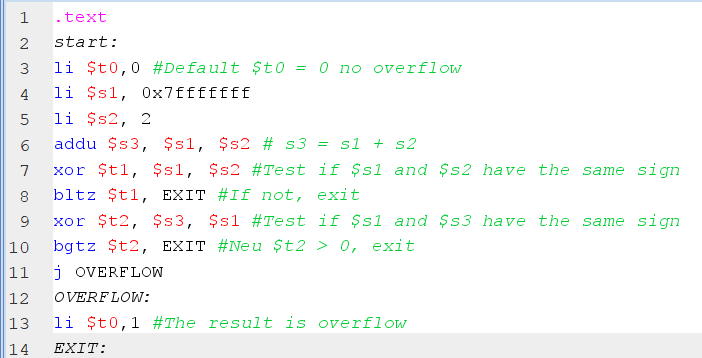 1 .text
2 start:
3 li $t0,0 #Default $t0 = 0 no overflow
4 li $s1, 0x7fffffff
5 li $s2, 2
6 addu $s3, $s1, $s2 # s3 = s1 + s2
7 xor $t1, $s1, $s2 #Test if $s1 and $s2 have the same sign
8 bltz $t1, EXIT #If not, exit
9 xor $t2, $s3, $s1 #Test if $s1 and $s3 have the same sign
10 bgtz $t2, EXIT #Neu $t2 > 0, exit
11 j OVERFLOW
12 OVERFLOW:
13 li $t0,1 #The result is overflow
14 EXIT: